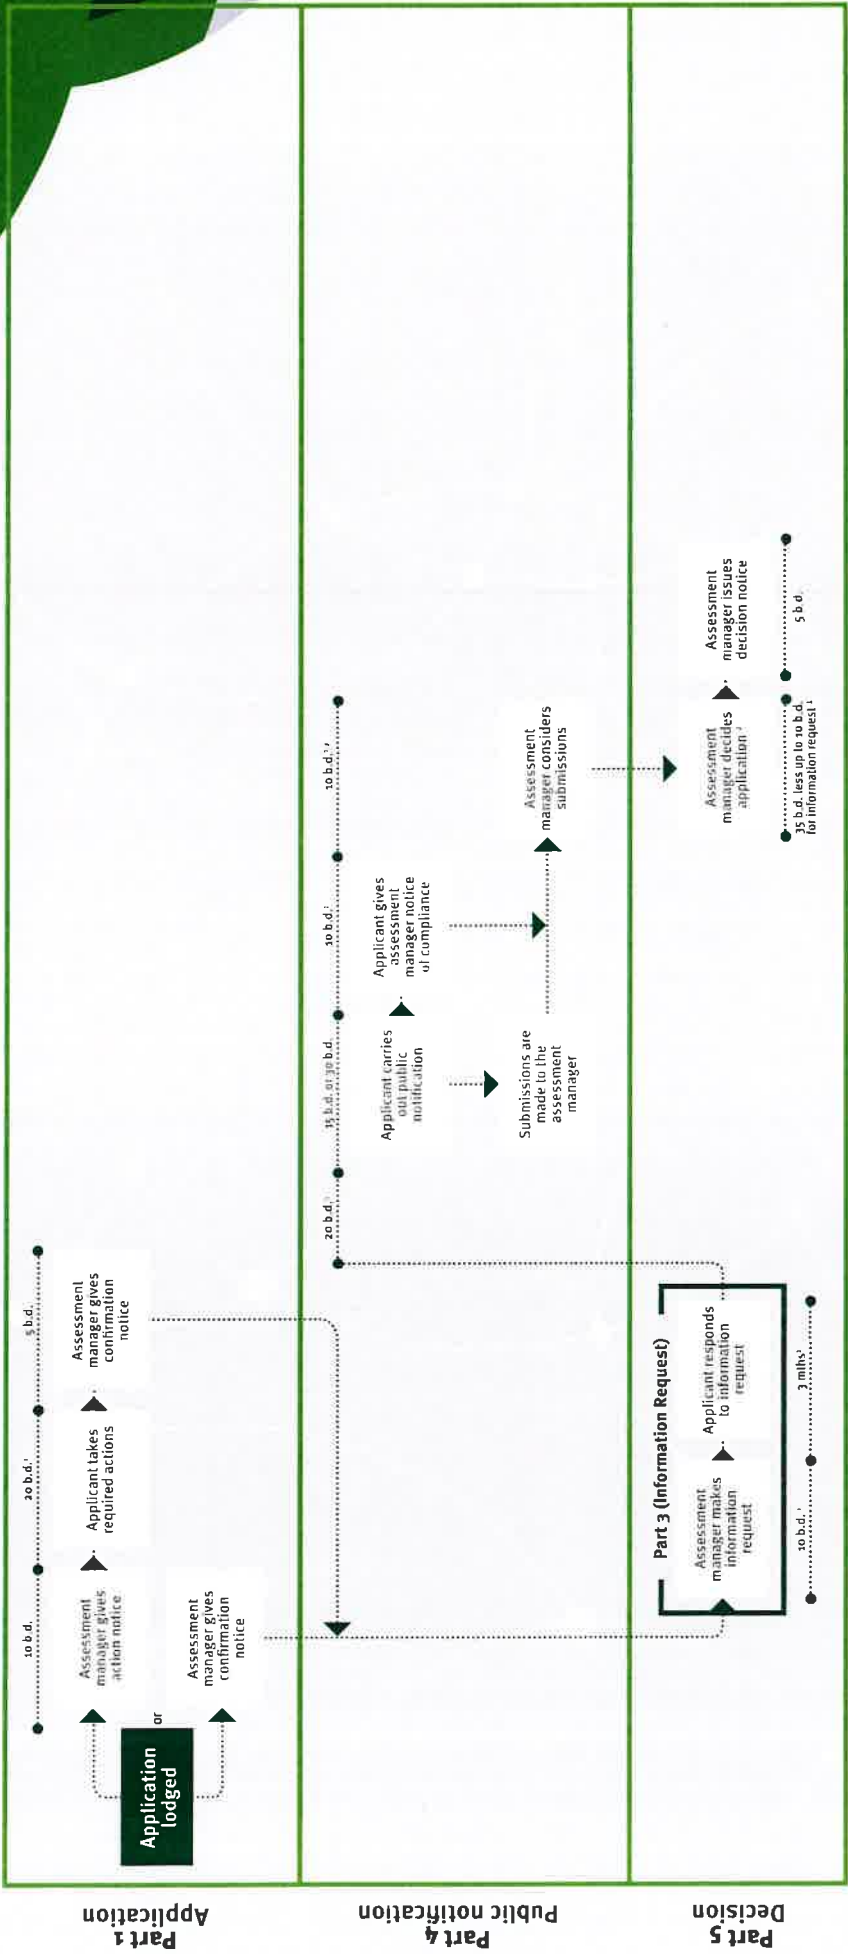 Part 1
Application
10 b.d.
20 b.d.¹
5 b.d.
Application
lodged
or
Assessment
manager gives
action notice
Applicant takes
required actions
Assessment
manager gives
confirmation
notice
Assessment
manager gives
confirmation
notice
Part 4
Public notification
20 b.d.
15 b.d. or 30 b.d.
10 b.d.
10 b.d.
Applicant carries
out public
notification
Applicant gives
assessment
manager notice
of compliance
Submissions are
made to the
assessment
manager
Assessment
manager considers
submissions
Part 5
Decision
Part 3 (Information Request)
Assessment
manager makes
information
request
Applicant responds
to information
request
10 b.d.
3 mths¹
Assessment
manager decides
application
Assessment
manager issues
decision notice
35 b.d. less up to 10 b.d.
for information request
5 b.d.